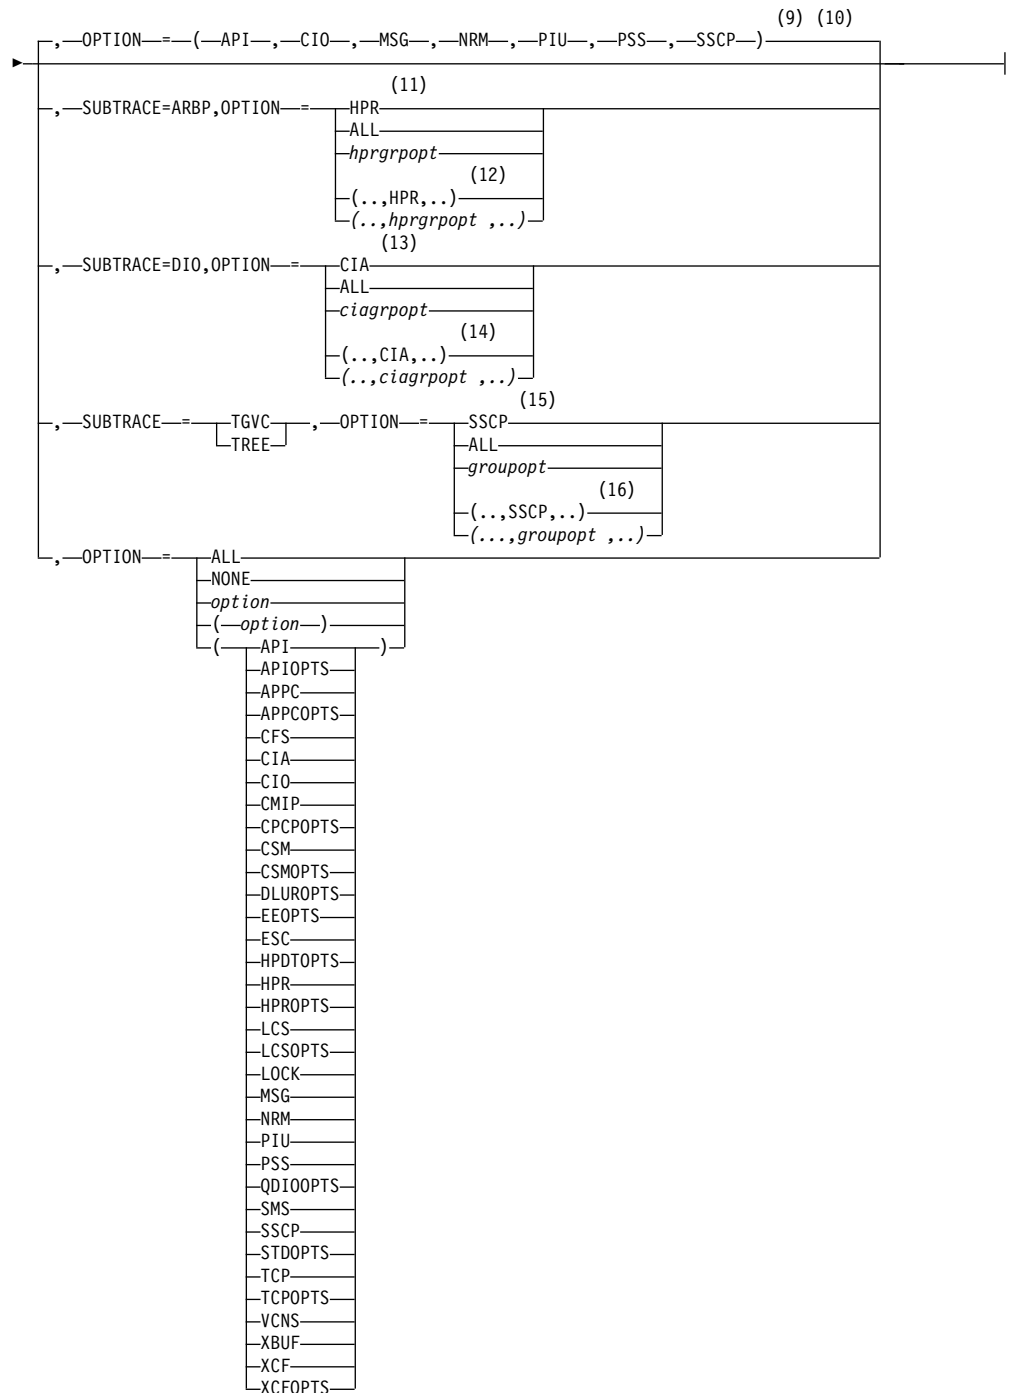 (9) (10)
, OPTION = ( API , CIO , MSG , NRM , PIU , PSS , SSCP )
(11)
, SUBTRACE=ARBP,OPTION = HPR
ALL
hprgrpopt
(12)
(..,HPR,..)
(..,hprgrpopt ,..)
(13)
, SUBTRACE=DIO,OPTION = CIA
ALL
ciagrpopt
(14)
(..,CIA,..)
(..,ciagrpopt ,..)
(15)
, SUBTRACE = TGVC , OPTION = SSCP
TREE ALL
groupopt
(16)
(..,SSCP,..)
(...,groupopt ,..)
, OPTION = ALL
NONE
option
( option )
( API )
APIOPTS
APPC
APPCOPTS
CFS
CIA
CIO
CMIP
CPCPOPTS
CSM
CSMOPTS
DLUROPTS
EEOPTS
ESC
HPDTOPTS
HPR
HPROPTS
LCS
LCSOPTS
LOCK
MSG
NRM
PIU
PSS
QDIOOPTS
SMS
SSCP
STDOPTS
TCP
TCPOPTS
VCNS
XBUF
XCF
XCFOPTS